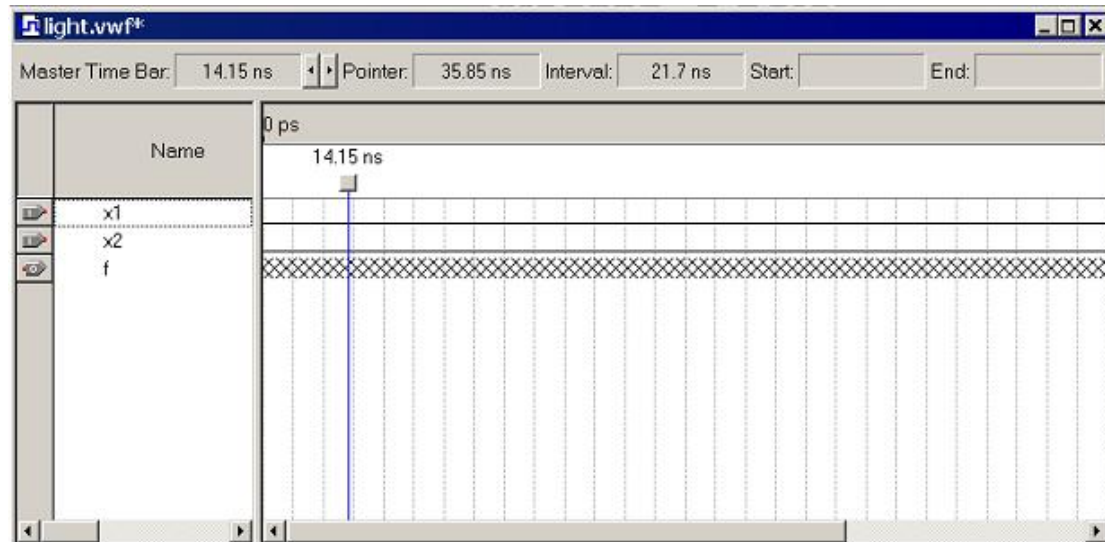 light.vwf*
Master Time Bar: 14.15 ns Pointer: 35.85 ns Interval: 21.7 ns Start: End:
Name
0 ps
14.15 ns
x1
x2
f